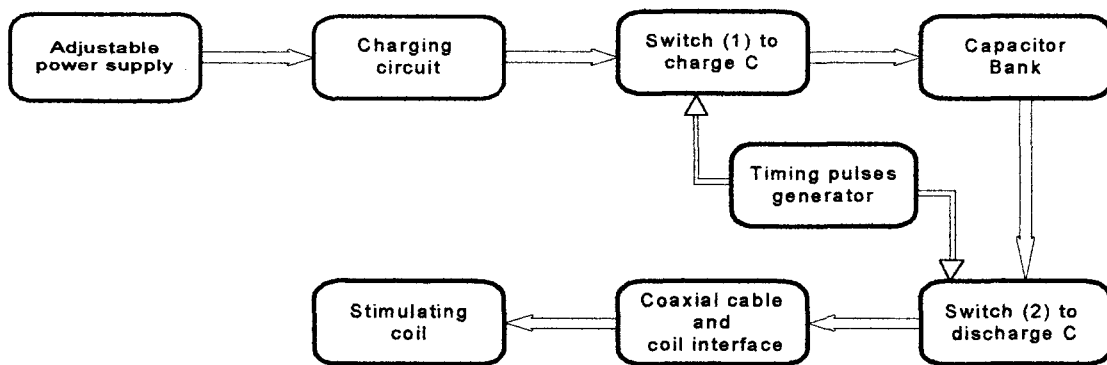 Adjustable
power supply
Charging
circuit
Switch (1) to
charge C
Capacitor
Bank
Timing pulses
generator
Stimulating
coil
Coaxial cable
and
coil interface
Switch (2) to
discharge C